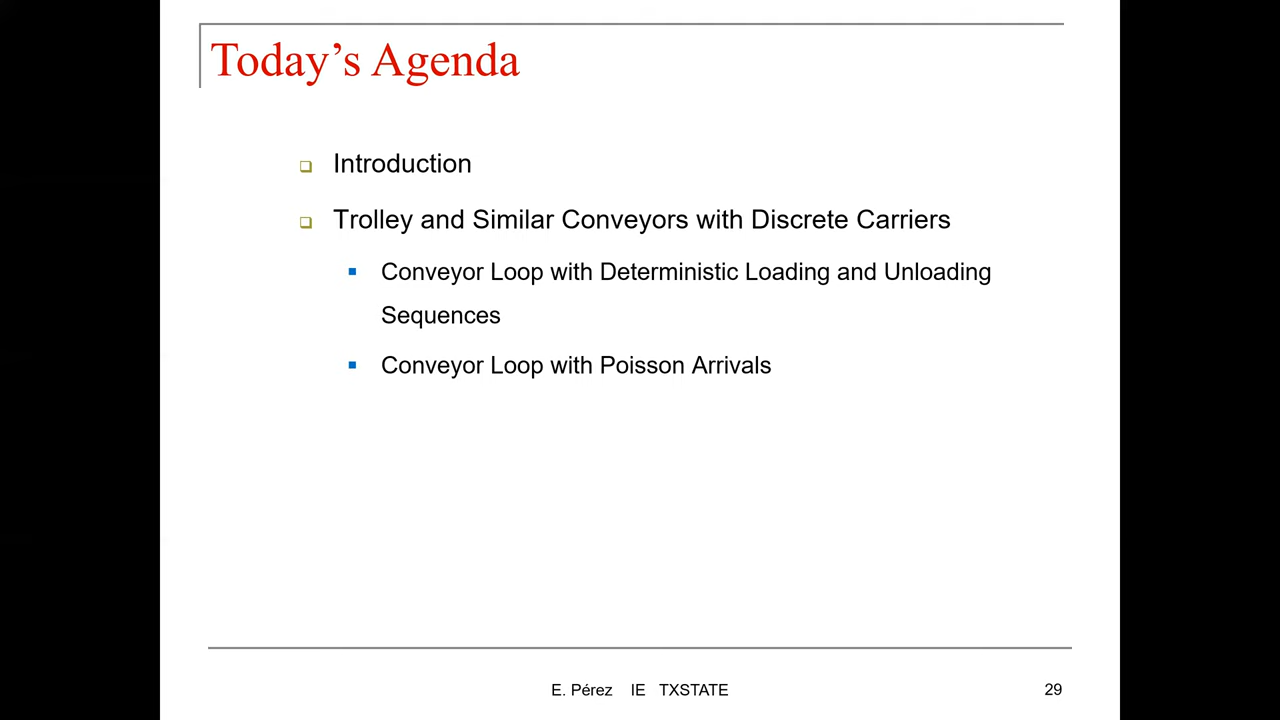 Today’s Agenda
Introduction
Trolley and Similar Conveyors with Discrete Carriers
Conveyor Loop with Deterministic Loading and Unloading
Sequences
Conveyor Loop with Poisson Arrivals
E. Pérez IE TXSTATE
29